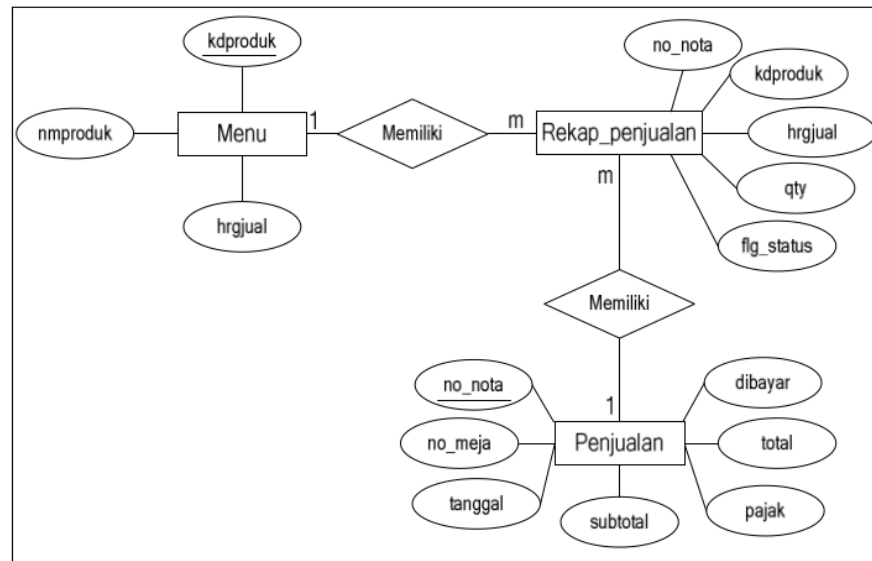 kdproduk
no_nota
kdproduk
nmproduk
Menu
1
Memiliki
m
Rekap_penjualan
hrgjual
m
qty
hrgjual
flg_status
Memiliki
no_nota
1
dibayar
no_meja
Penjualan
total
tanggal
subtotal
pajak